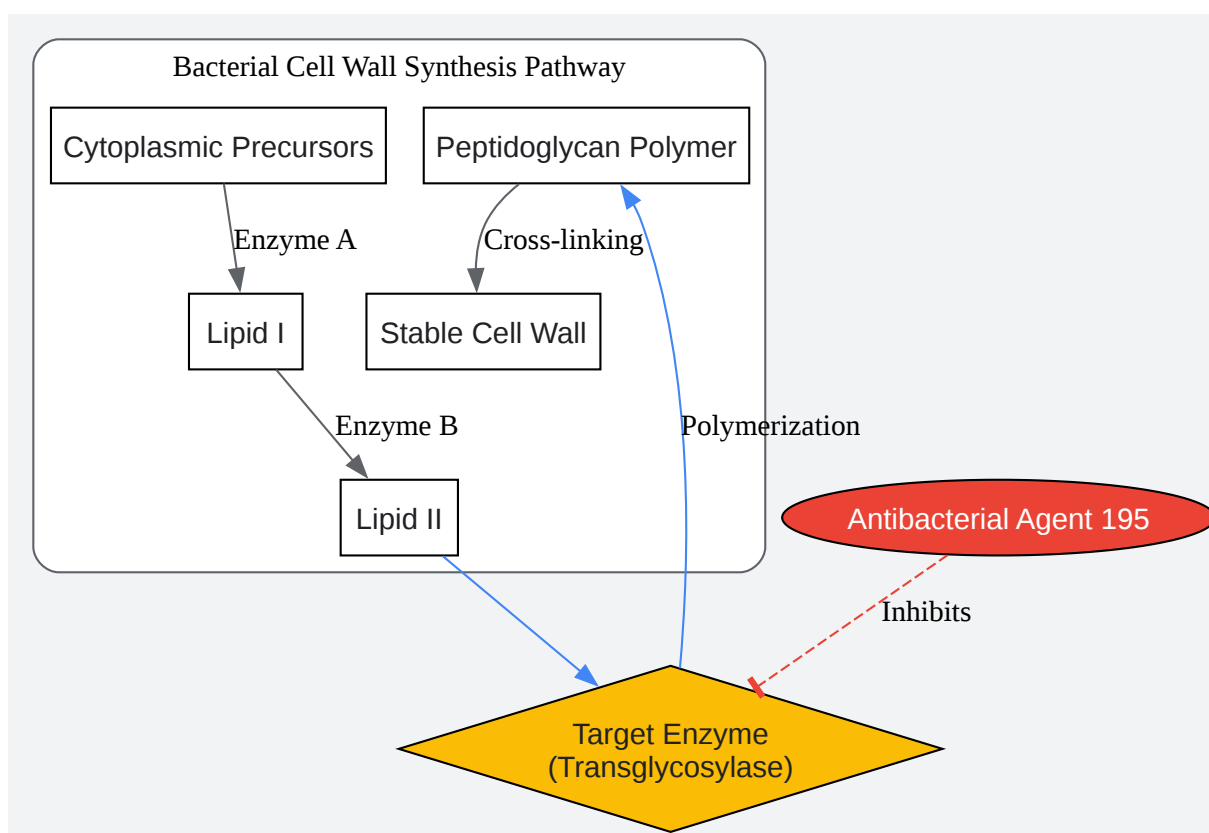 Bacterial Cell Wall Synthesis Pathway
Cytoplasmic Precursors
Peptidoglycan Polymer
Enzyme A
Cross-linking
Lipid I
Stable Cell Wall
Enzyme B
Polymerization
Lipid II
Antibacterial Agent 195
Inhibits
Target Enzyme
(Transglycosylase)